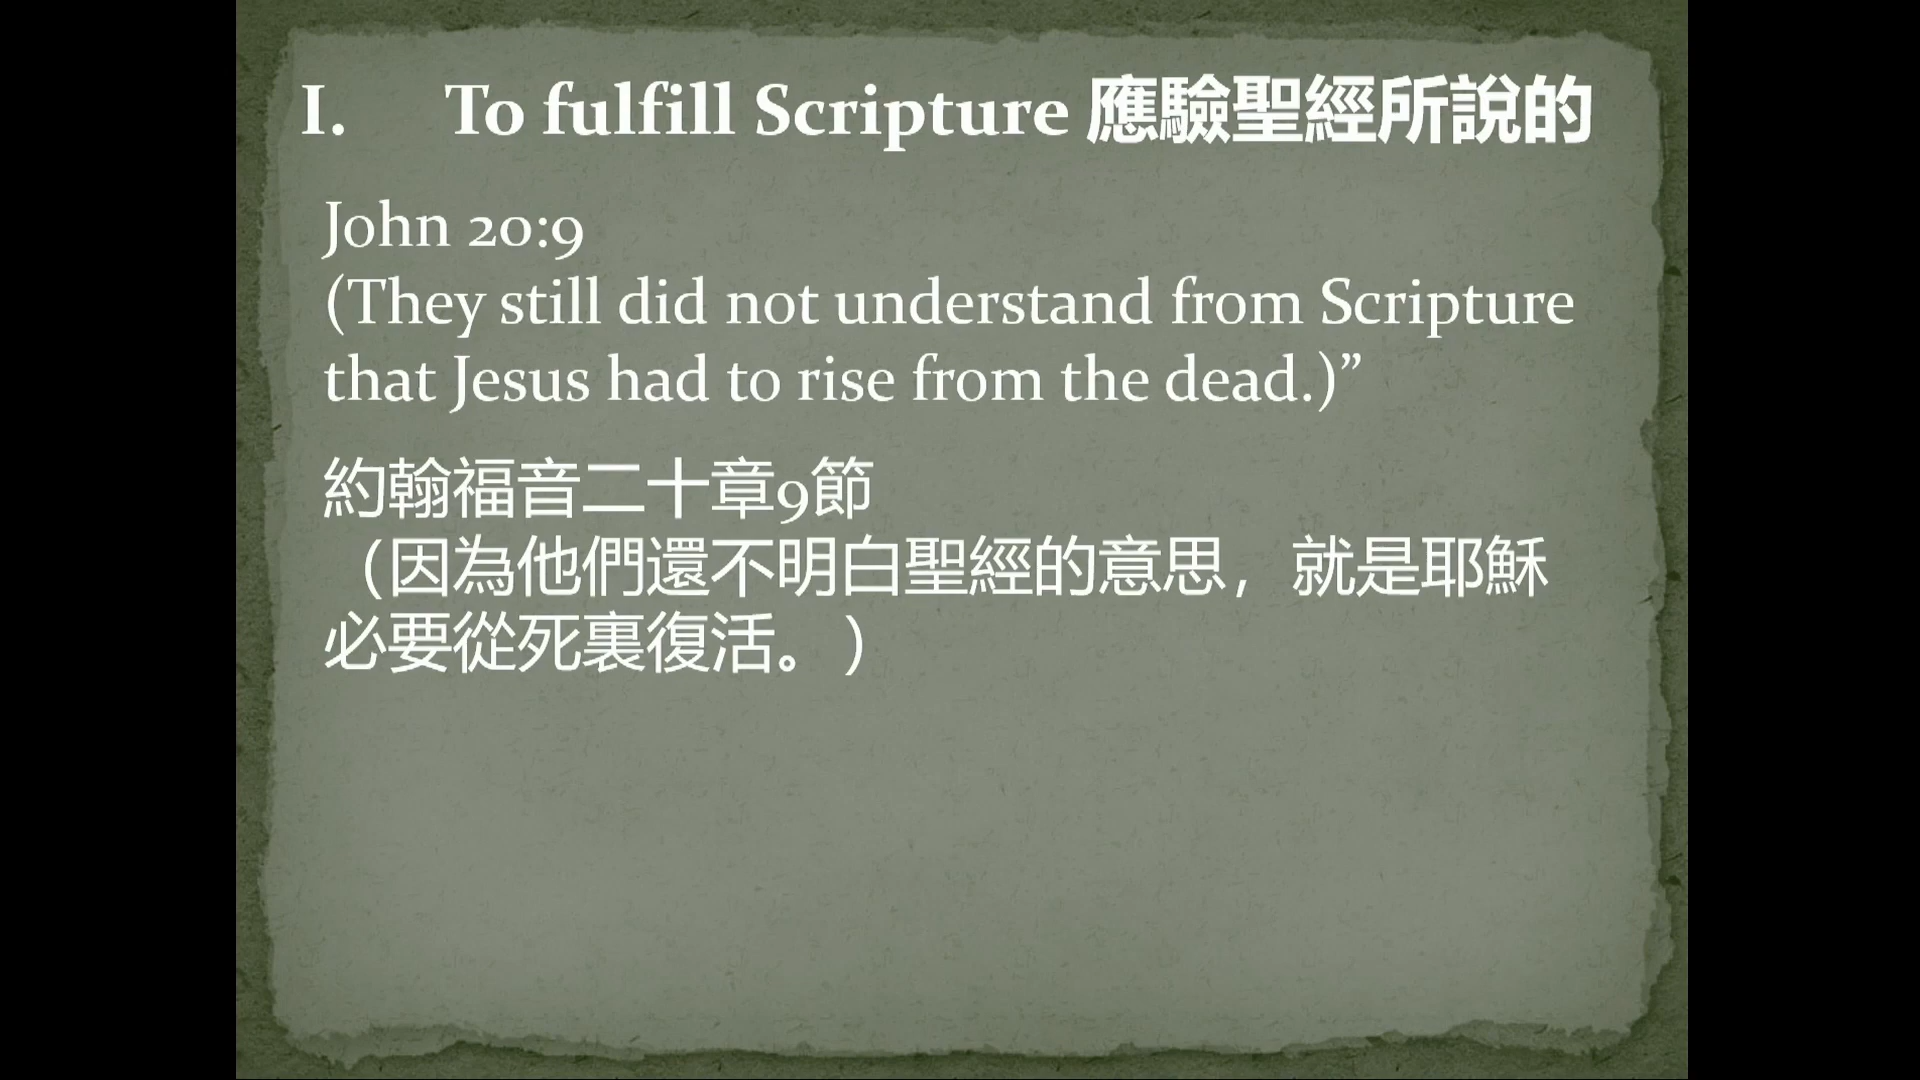 I. To fulfill Scripture 應驗聖經所說的
John 20:9
(They still did not understand from Scripture
that Jesus had to rise from the dead.)”
約翰福音二十章9節
（因為他們還不明白聖經的意思，就是耶穌
必要從死裏復活。）